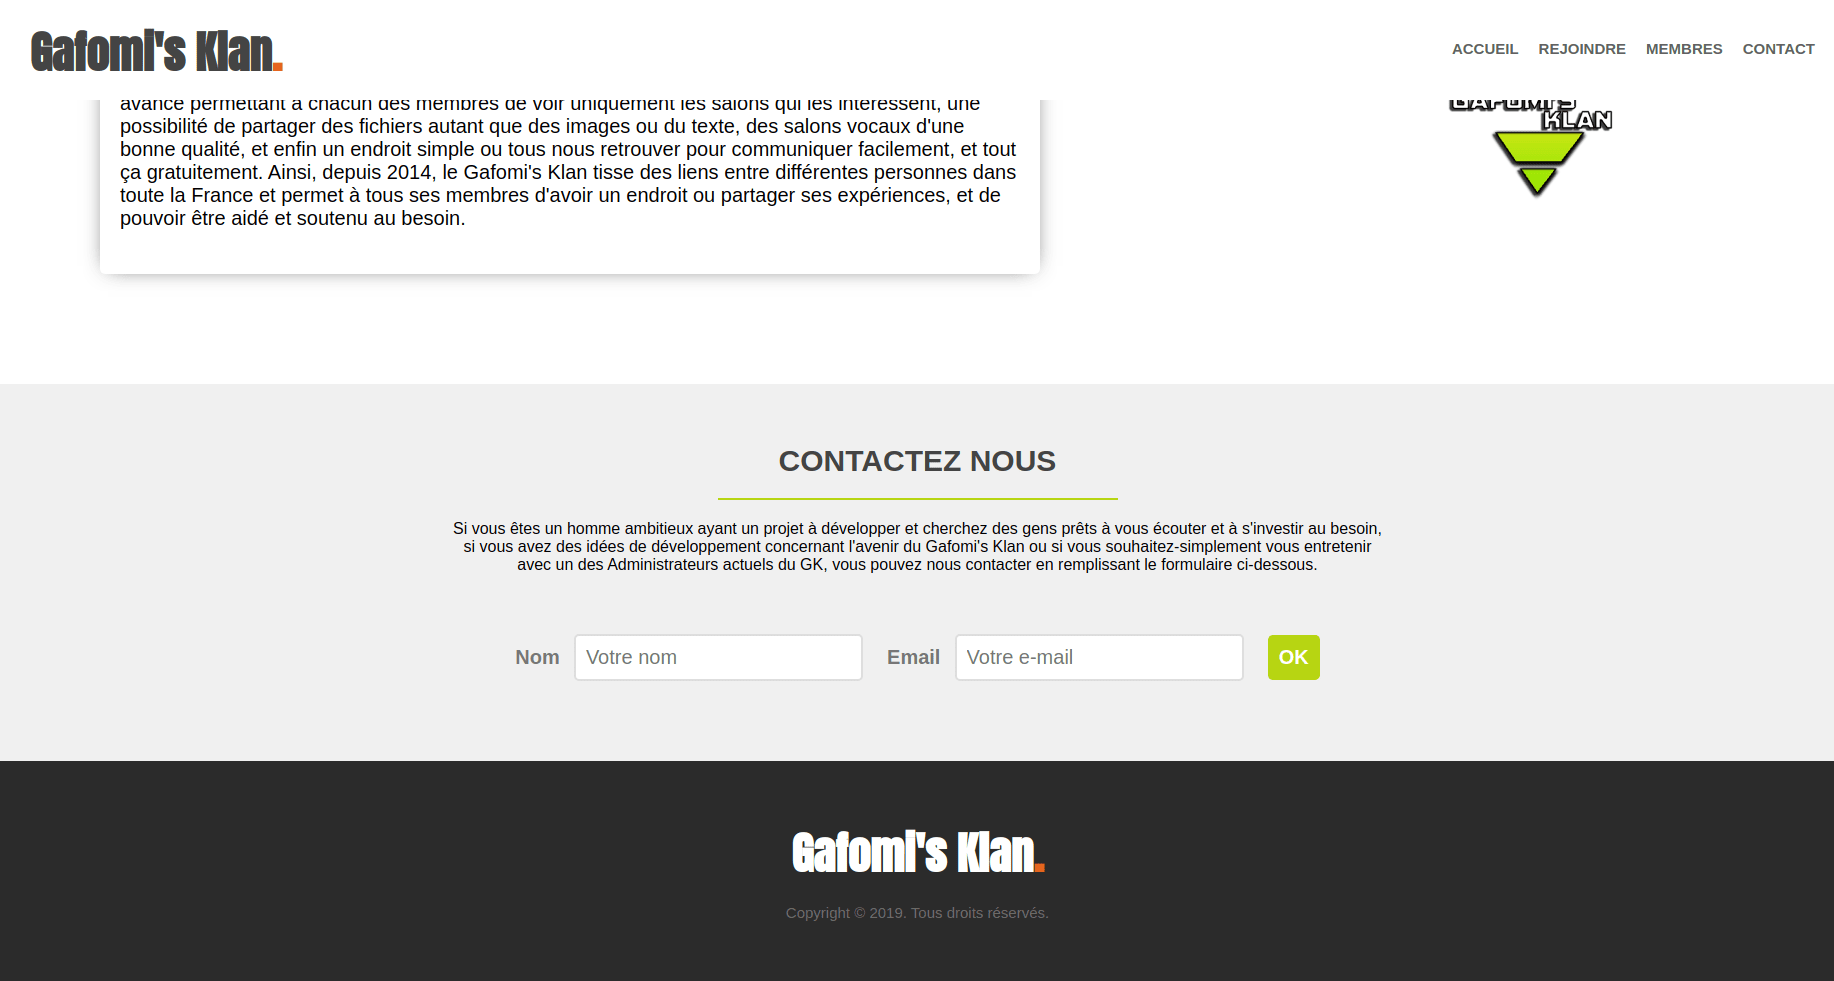 Gafomi's Klan.
ACCUEIL REJOINDRE MEMBRES CONTACT
avancé permettant à chacun des membres de voir uniquement les salons qui les intéressent, une
possibilité de partager des fichiers autant que des images ou du texte, des salons vocaux d'une
bonne qualité, et enfin un endroit simple ou tous nous retrouver pour communiquer facilement, et tout
ça gratuitement. Ainsi, depuis 2014, le Gafomi's Klan tisse des liens entre différentes personnes dans
toute la France et permet à tous ses membres d'avoir un endroit ou partager ses expériences, et de
pouvoir être aidé et soutenu au besoin.
GAFOMI'S
KLAN
CONTACTEZ NOUS
Si vous êtes un homme ambitieux ayant un projet à développer et cherchez des gens prêts à vous écouter et à s'investir au besoin,
si vous avez des idées de développement concernant l'avenir du Gafomi's Klan ou si vous souhaitez-simplement vous entretenir
avec un des Administrateurs actuels du GK, vous pouvez nous contacter en remplissant le formulaire ci-dessous.
Nom Votre nom Email Votre e-mail OK
Gafomi's Klan.
Copyright © 2019. Tous droits réservés.